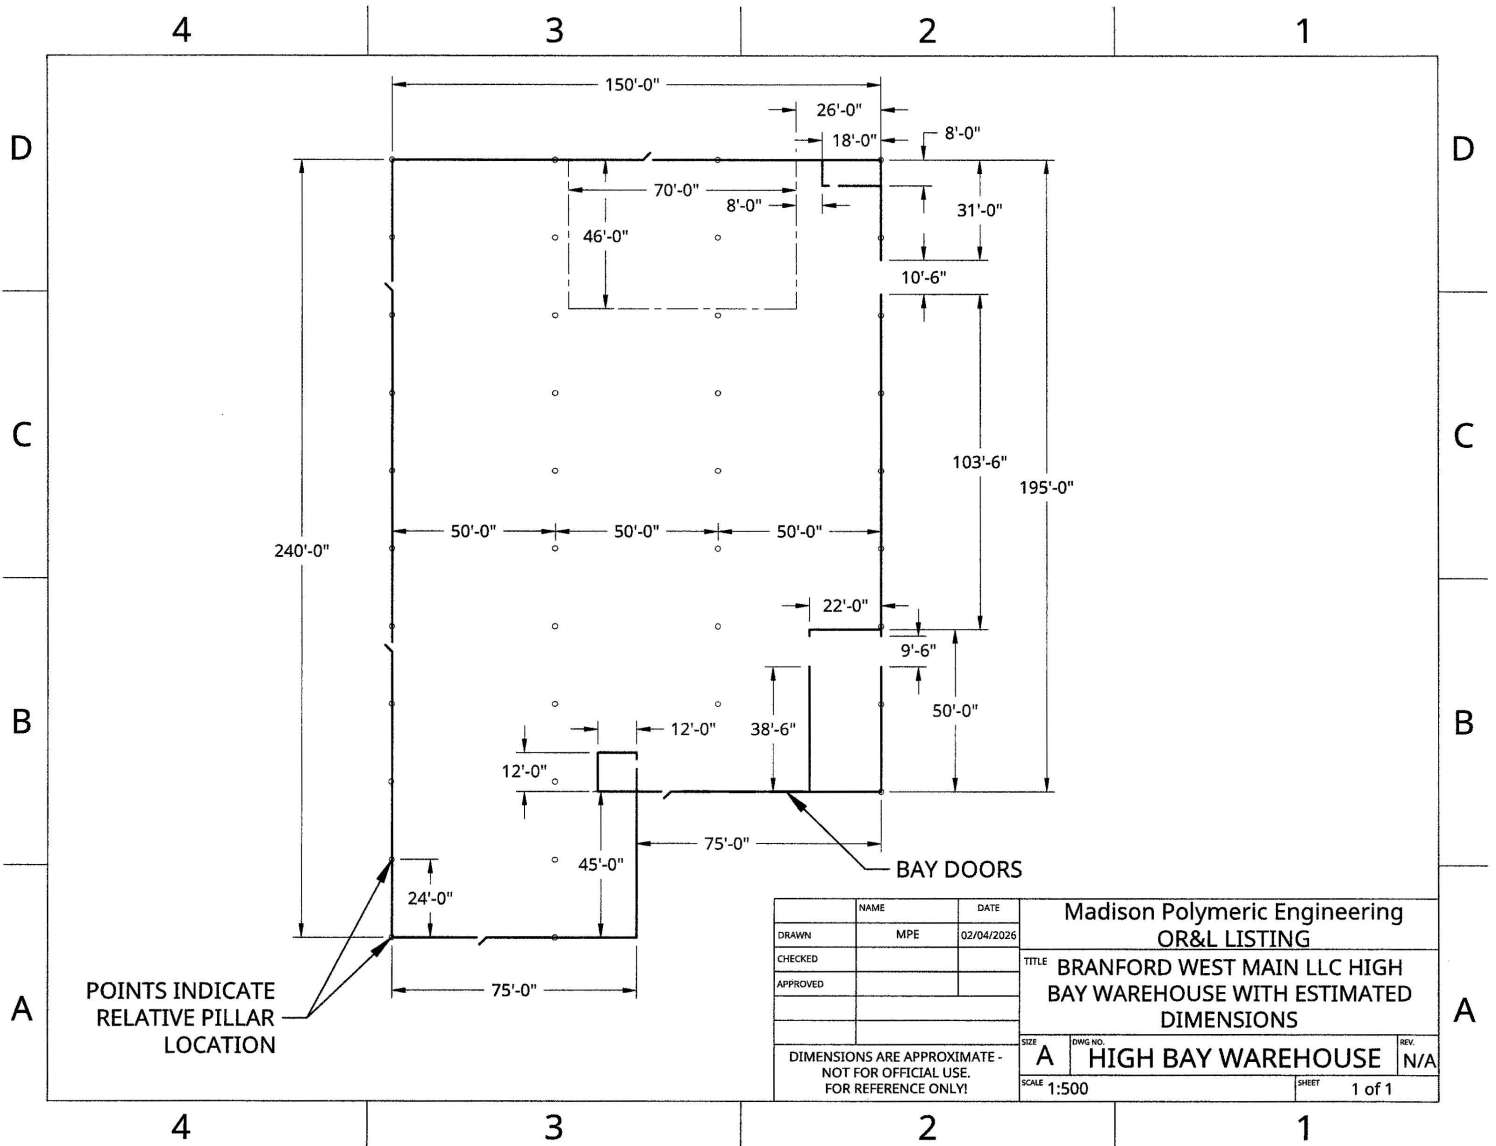 4 3 2 1
150'-0"
26'-0"
18'-0" 8'-0"
D D
70'-0"
8'-0" 31'-0"
46'-0"
10'-6"
C C
103'-6"
195'-0"
50'-0" 50'-0" 50'-0"
240'-0"
22'-0"
9'-6"
50'-0"
B B
12'-0" 38'-6"
12'-0"
75'-0"
45'-0" BAY DOORS
24'-0"
75'-0"
POINTS INDICATE
RELATIVE PILLAR
LOCATION
A A
NAME DATE
DRAWN MPE 02/04/2026
CHECKED
APPROVED
DIMENSIONS ARE APPROXIMATE -
NOT FOR OFFICIAL USE.
FOR REFERENCE ONLY!
Madison Polymeric Engineering
OR&L LISTING
TITLE BRANFORD WEST MAIN LLC HIGH
BAY WAREHOUSE WITH ESTIMATED
DIMENSIONS
SIZE DWG NO. REV.
A HIGH BAY WAREHOUSE N/A
SCALE 1:500 SHEET 1 of 1
4 3 2 1